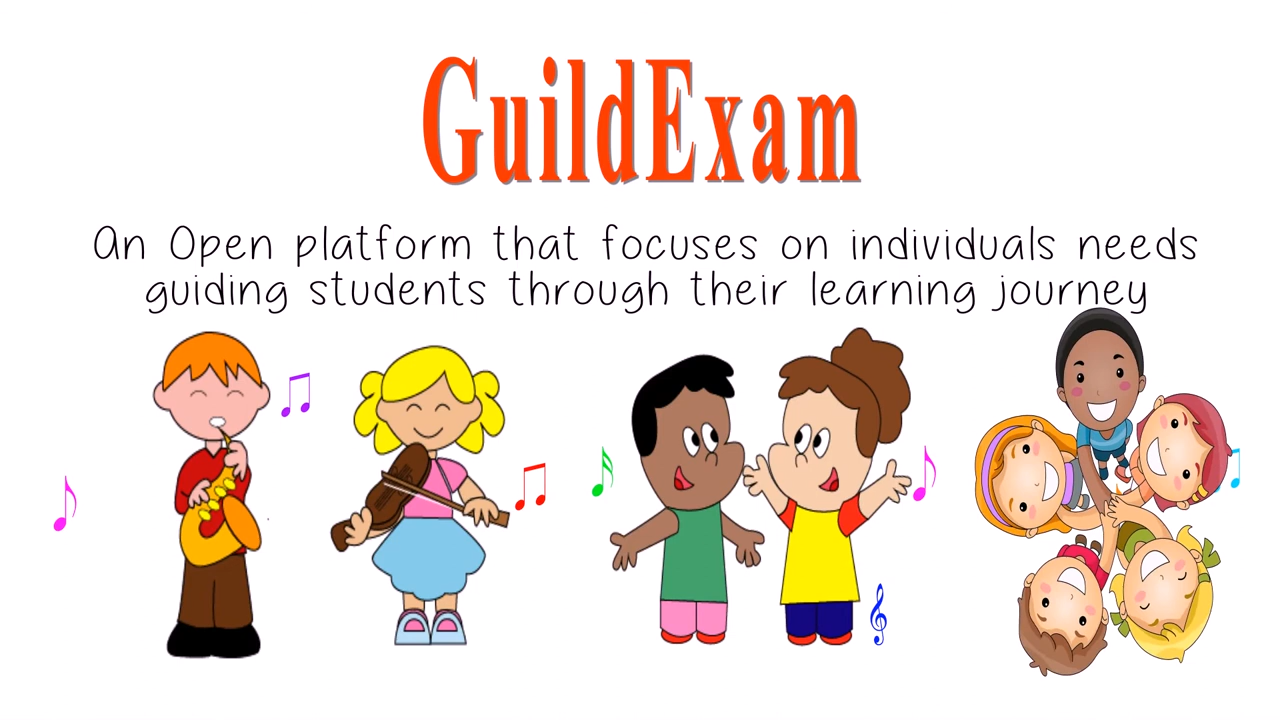 GuildExam
An Open platform that focuses on individuals needs
guiding students through their learning journey